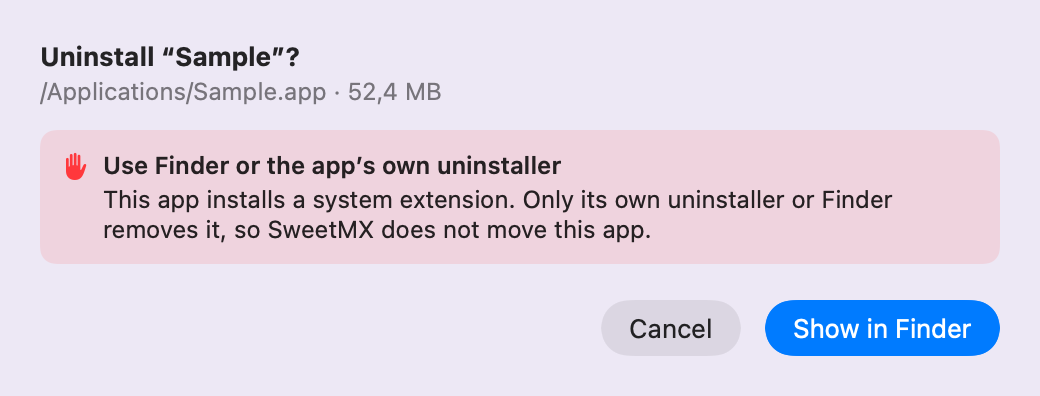 Uninstall “Sample”?
/Applications/Sample.app · 52,4 MB
Use Finder or the app’s own uninstaller
This app installs a system extension. Only its own uninstaller or Finder
removes it, so SweetMX does not move this app.
Cancel
Show in Finder